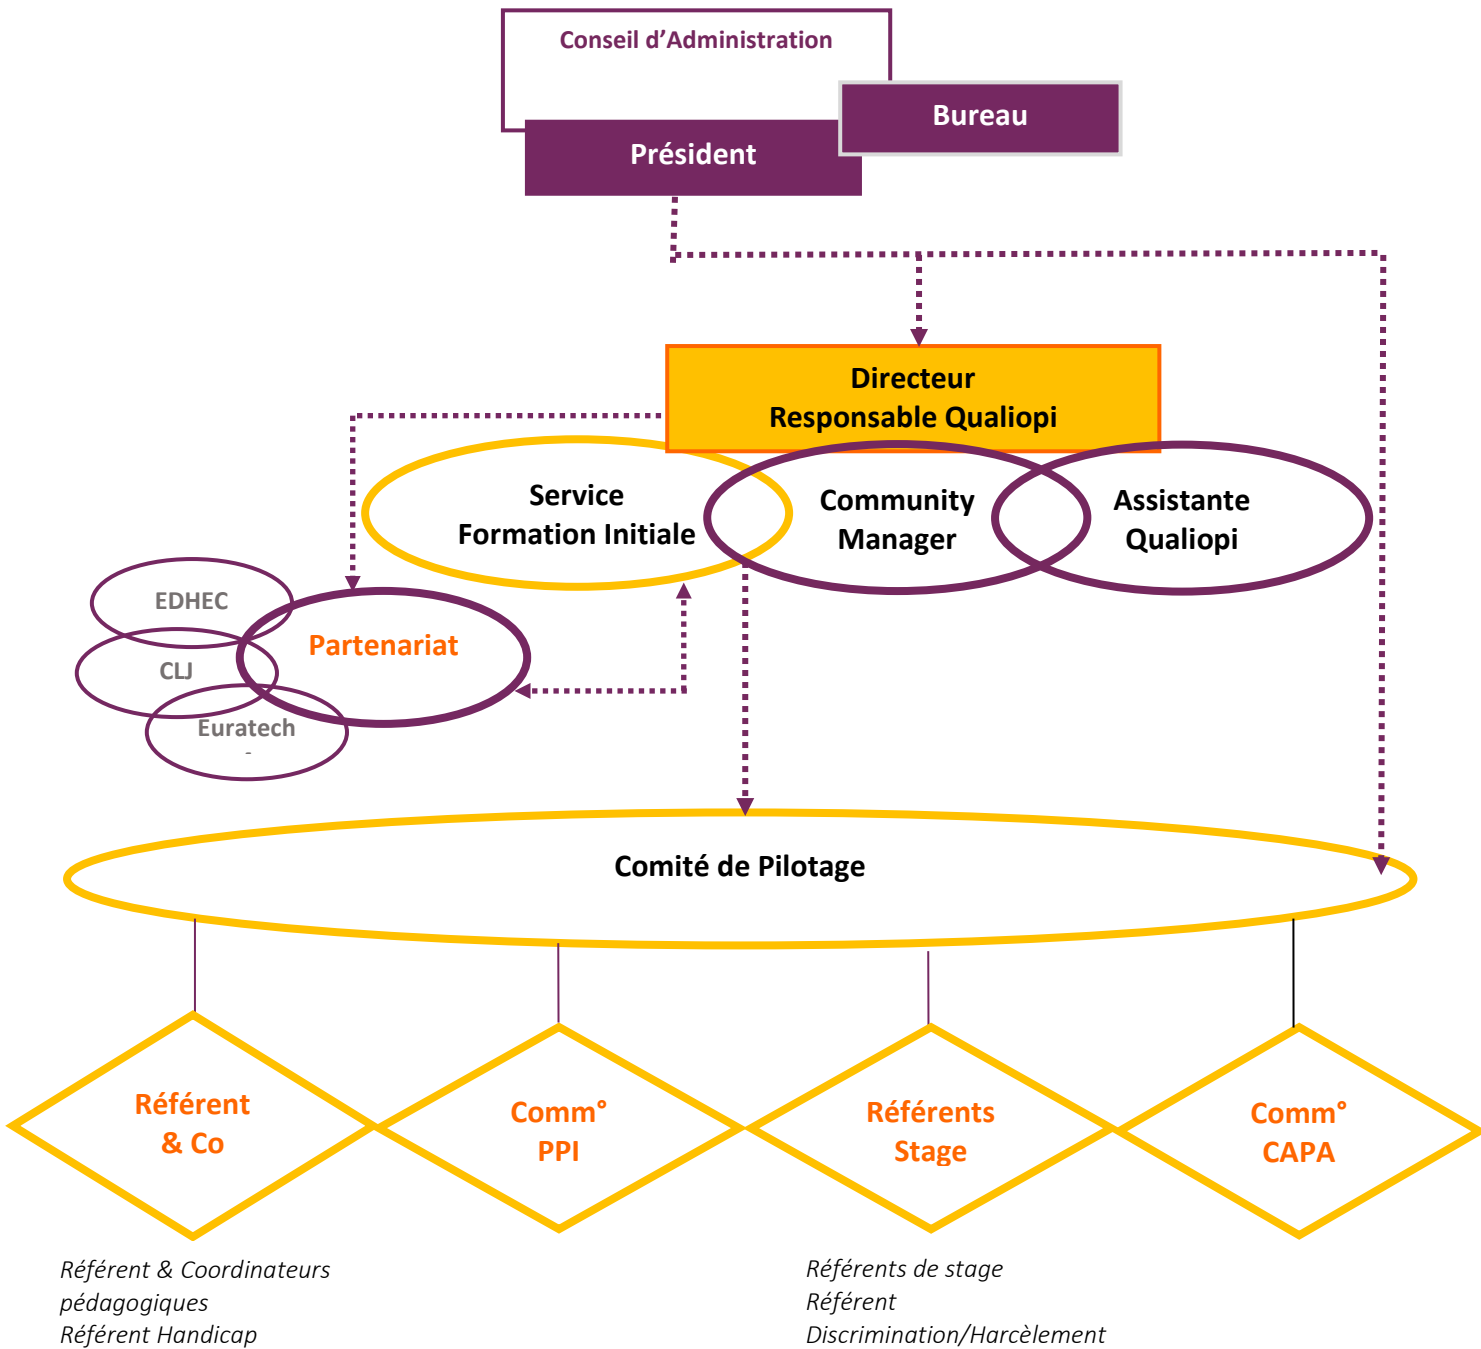 Conseil d’Administration
Bureau
Président
Directeur
Responsable Qualiopi
Service
Formation Initiale
Community
Manager
Assistante
Qualiopi
EDHEC
CLJ
Euratech
Partenariat
Comité de Pilotage
Référent
& Co
Comm°
PPI
Référents
Stage
Comm°
CAPA
Référent & Coordinateurs
pédagogiques
Référent Handicap
Référents de stage
Référent
Discrimination/Harcèlement